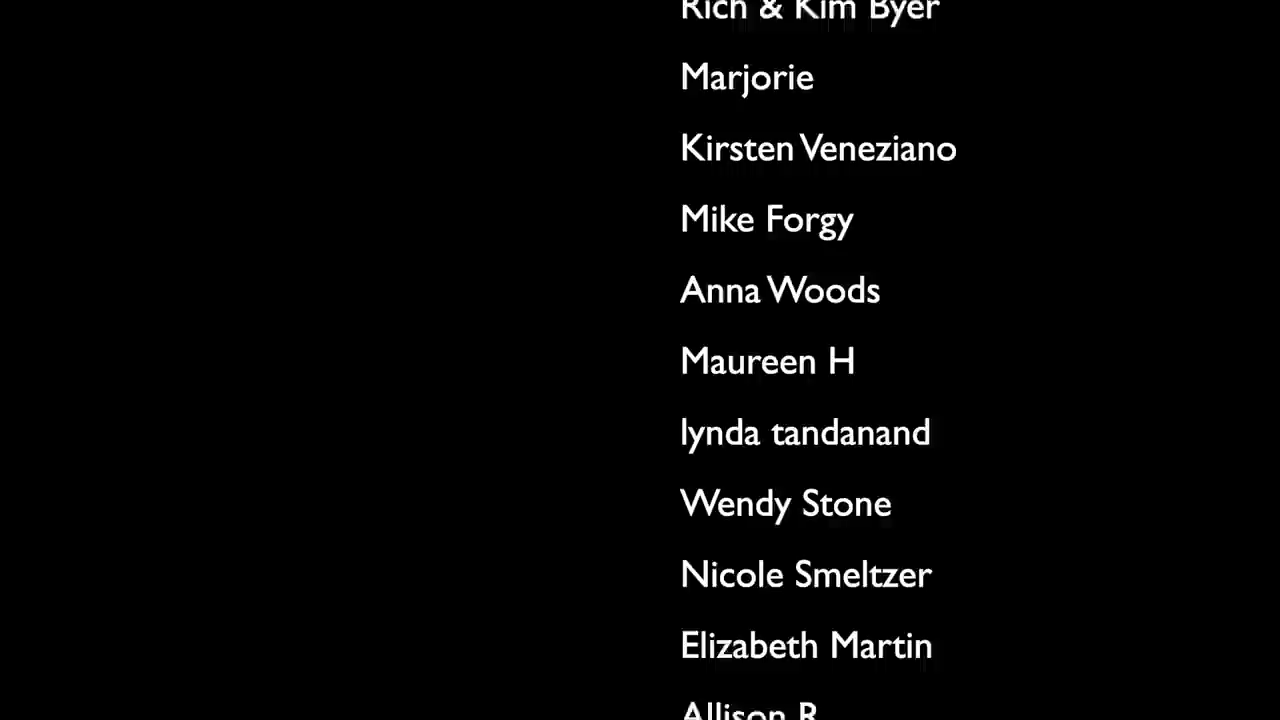 Rich & Kim Byer
Marjorie
Kirsten Veneziano
Mike Forgy
Anna Woods
Maureen H
lynda tandanand
Wendy Stone
Nicole Smeltzer
Elizabeth Martin
Allison R